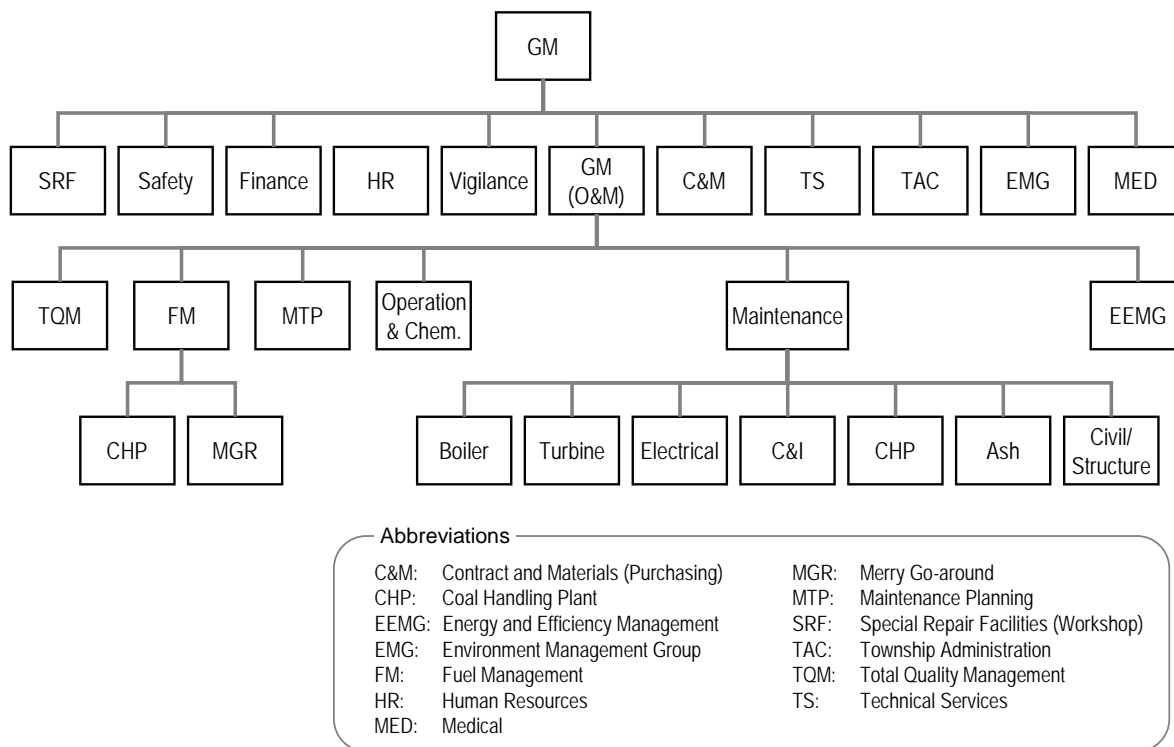 GM
SRF
Safety
Finance
HR
Vigilance
GM
(O&M)
C&M
TS
TAC
EMG
MED
TQM
FM
MTP
Operation
& Chem.
Maintenance
EEMG
CHP
MGR
Boiler
Turbine
Electrical
C&I
CHP
Ash
Civil/
Structure
Abbreviations
C&M: Contract and Materials (Purchasing)
CHP: Coal Handling Plant
EEMG: Energy and Efficiency Management
EMG: Environment Management Group
FM: Fuel Management
HR: Human Resources
MED: Medical
MGR: Merry Go-around
MTP: Maintenance Planning
SRF: Special Repair Facilities (Workshop)
TAC: Township Administration
TQM: Total Quality Management
TS: Technical Services